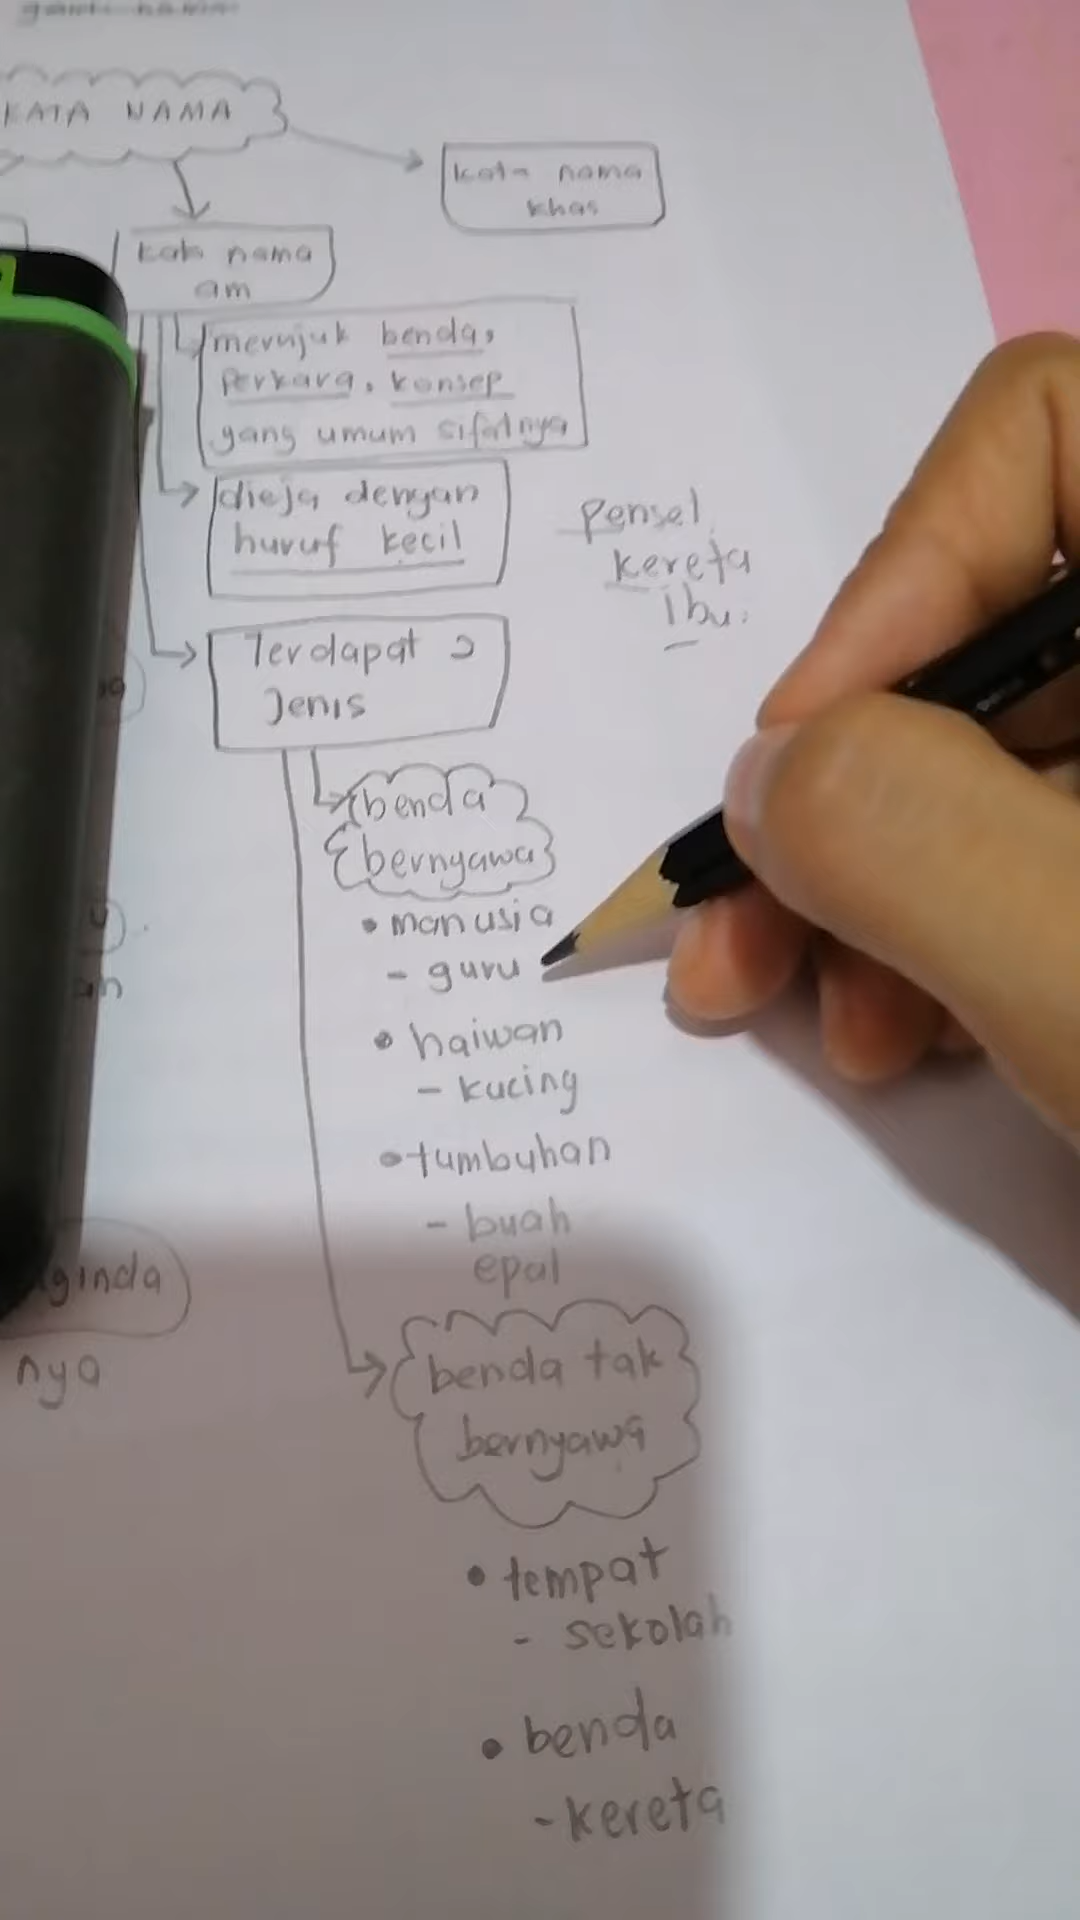 KATA NAMA
kata nama
khas
kata nama
am
merujuk benda,
perkara, konsep
yang umum sifatnya
dieja dengan
huruf kecil
pensel
kereta
ibu.
Terdapat 2
Jenis
benda
bernyawa
• manusia
- guru
• haiwan
- kucing
• tumbuhan
- buah
epal
ginda
nya
benda tak
bernyawa
• tempat
- sekolah
• benda
- kereta